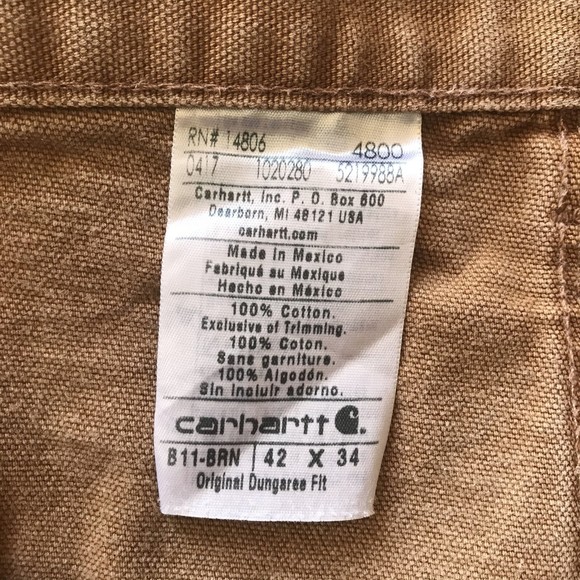 RN# 14806 4800
0417 1020280 5219988A
Carhartt, Inc. P. O. Box 600
Dearborn, MI 48121 USA
carhartt.com
Made in Mexico
Fabriqué au Mexique
Hecho en México
100% Cotton.
Exclusive of Trimming.
100% Coton.
Sans garniture.
100% Algodón.
Sin incluir adorno.
carhartt
B11-BRN 42 X 34
Original Dungaree Fit